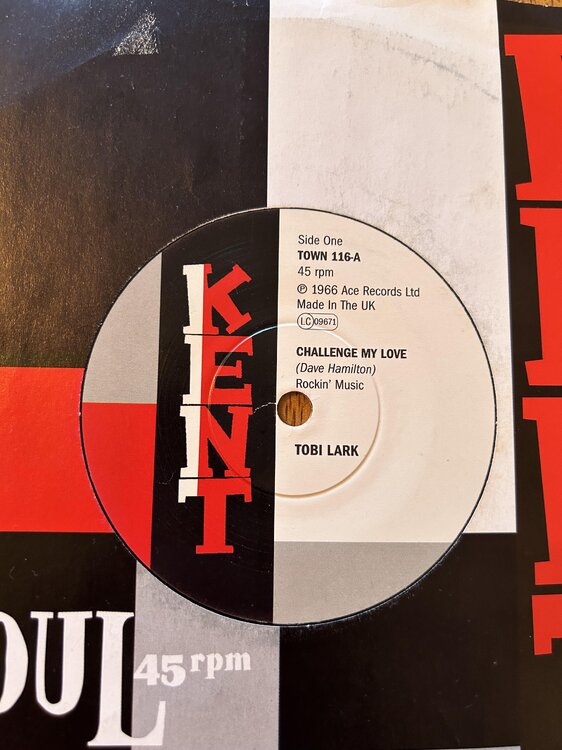 Side One
TOWN 116-A
45 rpm
℗ 1966 Ace Records Ltd
Made In The UK
LC 09671
CHALLENGE MY LOVE
(Dave Hamilton)
Rockin' Music
TOBI LARK
KENT
OUL
45 rpm